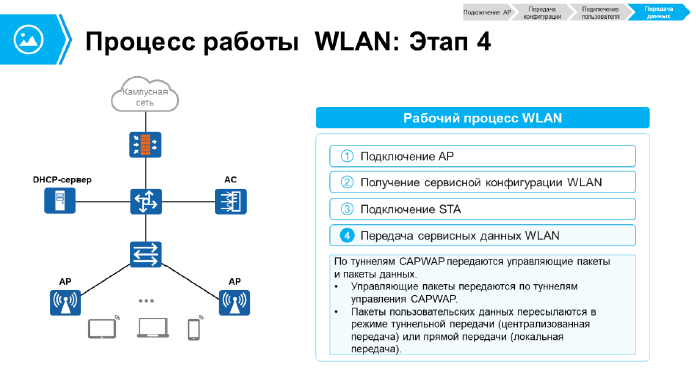 Подключение AP
Передача
конфигурации
Подключение
пользователя
Передача
данных
Процесс работы WLAN: Этап 4
Кампусная
сеть
DHCP-сервер
AC
AP
AP
Рабочий процесс WLAN
1 Подключение AP
2 Получение сервисной конфигурации WLAN
3 Подключение STA
4 Передача сервисных данных WLAN
По туннелям CAPWAP передаются управляющие пакеты
и пакеты данных.
• Управляющие пакеты передаются по туннелям
управления CAPWAP.
• Пакеты пользовательских данных пересылаются в
режиме туннельной передачи (централизованная
передача) или прямой передачи (локальная
передача).